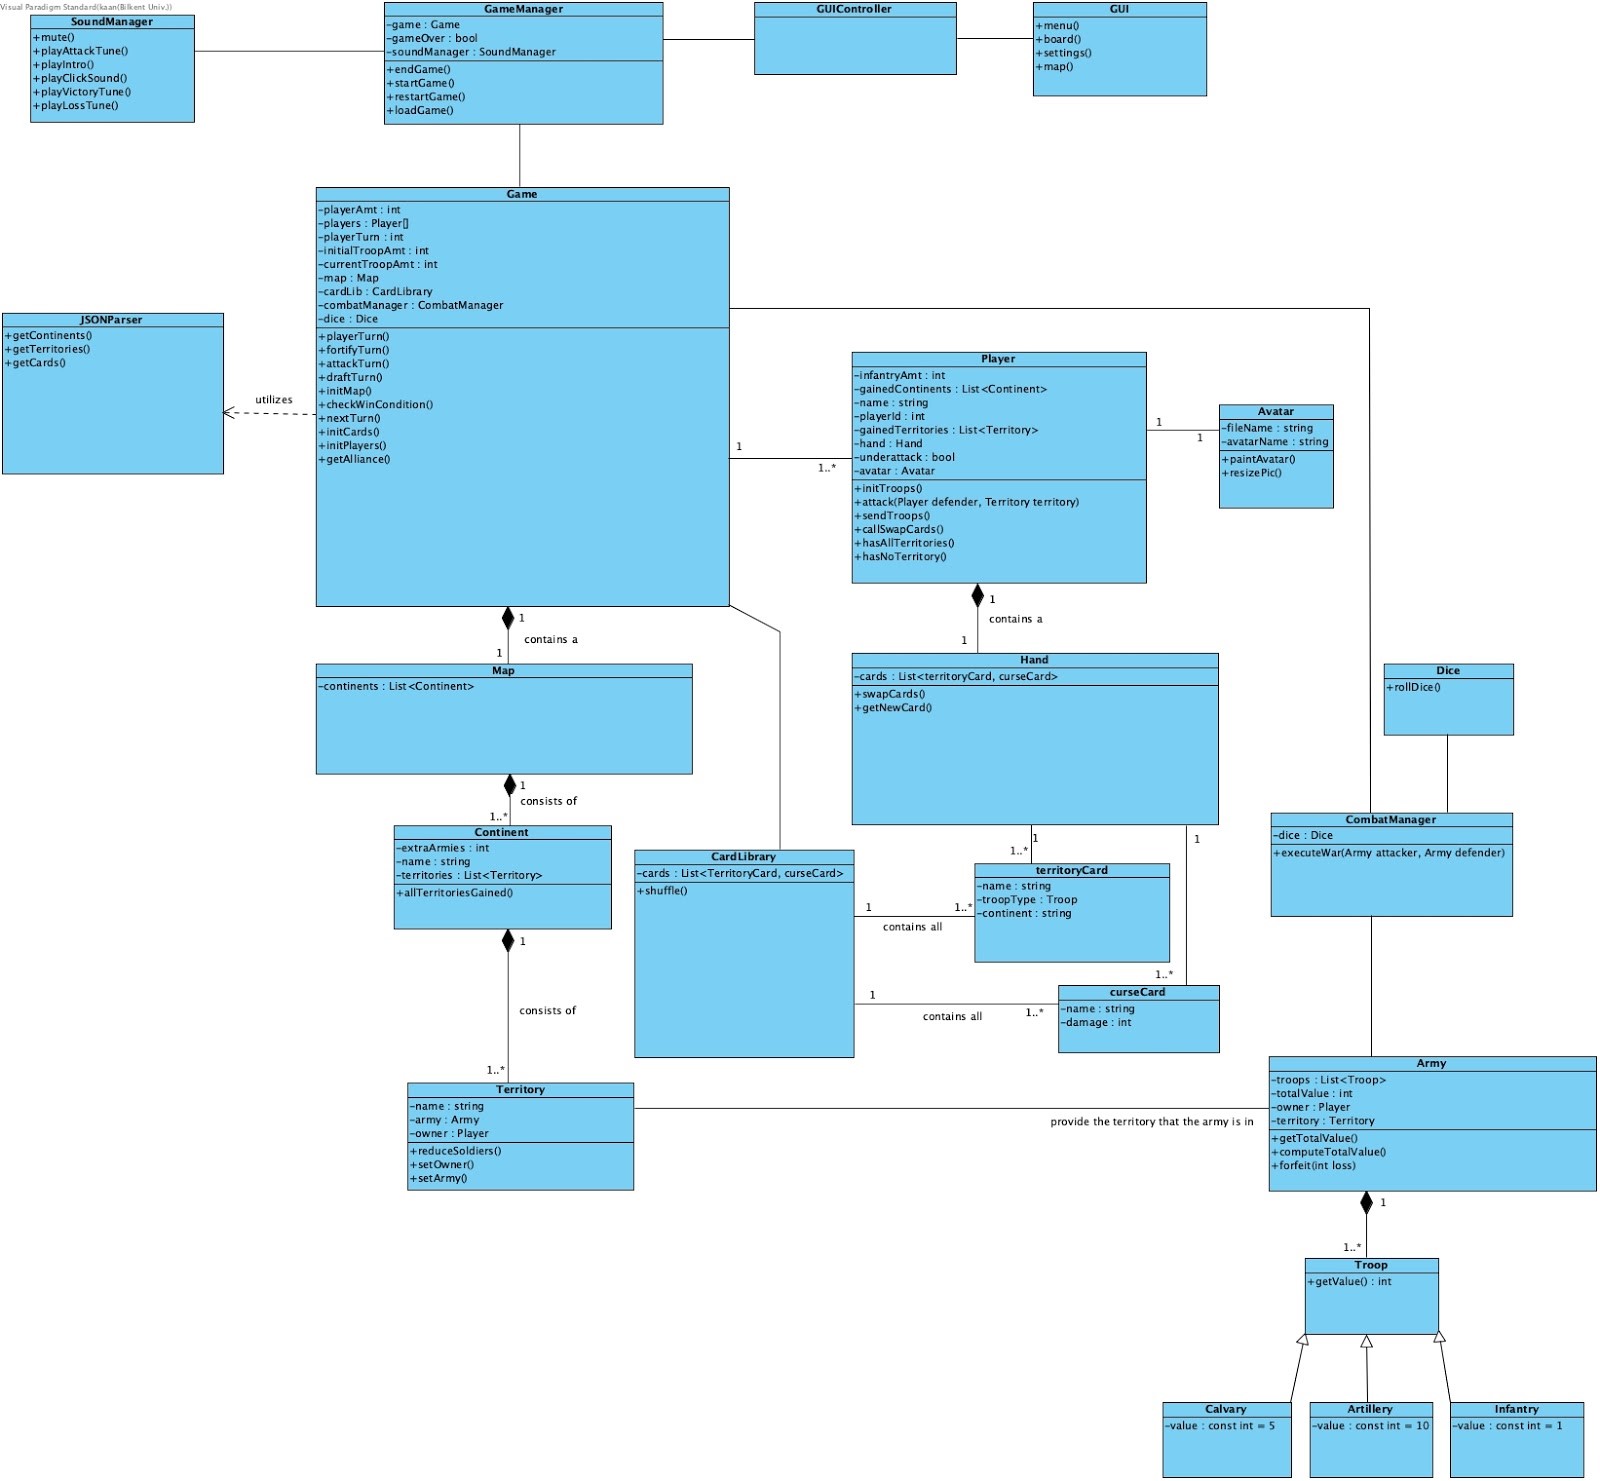 Visual Paradigm Standard(kaan(Bilkent Univ.))
SoundManager
+mute()
+playAttackTune()
+playIntro()
+playClickSound()
+playVictoryTune()
+playLossTune()
GameManager
-game : Game
-gameOver : bool
-soundManager : SoundManager
+endGame()
+startGame()
+restartGame()
+loadGame()
GUIController
GUI
+menu()
+board()
+settings()
+map()
Game
-playerAmt : int
-players : Player[]
-playerTurn : int
-initialTroopAmt : int
-currentTroopAmt : int
-map : Map
-cardLib : CardLibrary
-combatManager : CombatManager
-dice : Dice
+playerTurn()
+fortifyTurn()
+attackTurn()
+draftTurn()
+initMap()
+checkWinCondition()
+nextTurn()
+initCards()
+initPlayers()
+getAlliance()
JSONParser
+getContinents()
+getTerritories()
+getCards()
utilizes
1
1..*
Player
-infantryAmt : int
-gainedContinents : List<Continent>
-name : string
-playerId : int
-gainedTerritories : List<Territory>
-hand : Hand
-underattack : bool
-avatar : Avatar
+initTroops()
+attack(Player defender, Territory territory)
+sendTroops()
+callSwapCards()
+hasAllTerritories()
+hasNoTerritory()
1
1
Avatar
-fileName : string
-avatarName : string
+paintAvatar()
+resizePic()
1
contains a
1
1
contains a
1
Map
-continents : List<Continent>
Hand
-cards : List<territoryCard, curseCard>
+swapCards()
+getNewCard()
Dice
+rollDice()
1
consists of
1..*
Continent
-extraArmies : int
-name : string
-territories : List<Territory>
+allTerritoriesGained()
CardLibrary
-cards : List<TerritoryCard, curseCard>
+shuffle()
1
1..*
1
1..*
territoryCard
-name : string
-troopType : Troop
-continent : string
1
1..*
contains all
curseCard
-name : string
-damage : int
1
1..*
contains all
CombatManager
-dice : Dice
+executeWar(Army attacker, Army defender)
1
consists of
1..*
Territory
-name : string
-army : Army
-owner : Player
+reduceSoldiers()
+setOwner()
+setArmy()
provide the territory that the army is in
Army
-troops : List<Troop>
-totalValue : int
-owner : Player
-territory : Territory
+getTotalValue()
+computeTotalValue()
+forfeit(int loss)
1
1..*
Troop
+getValue() : int
Calvary
-value : const int = 5
Artillery
-value : const int = 10
Infantry
-value : const int = 1